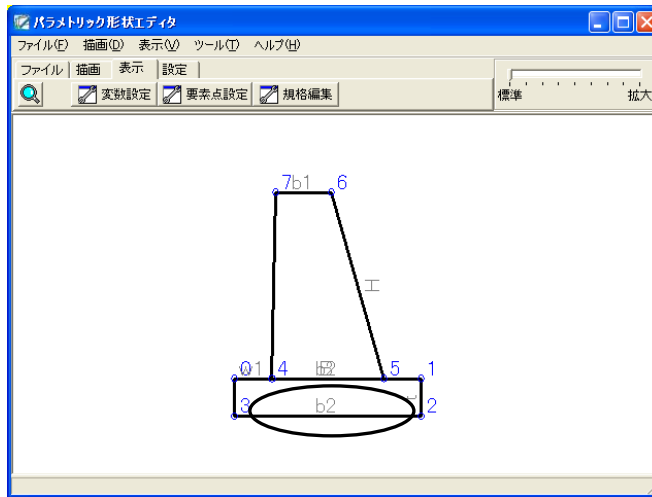 パラメトリック形状エディタ
ファイル(F) 描画(D) 表示(V) ツール(T) ヘルプ(H)
ファイル 描画 表示 設定
変数設定 要素点設定 規格編集
標準 拡大
7 b1 6
H
0 w1 4 5 1
t
3 b2 2